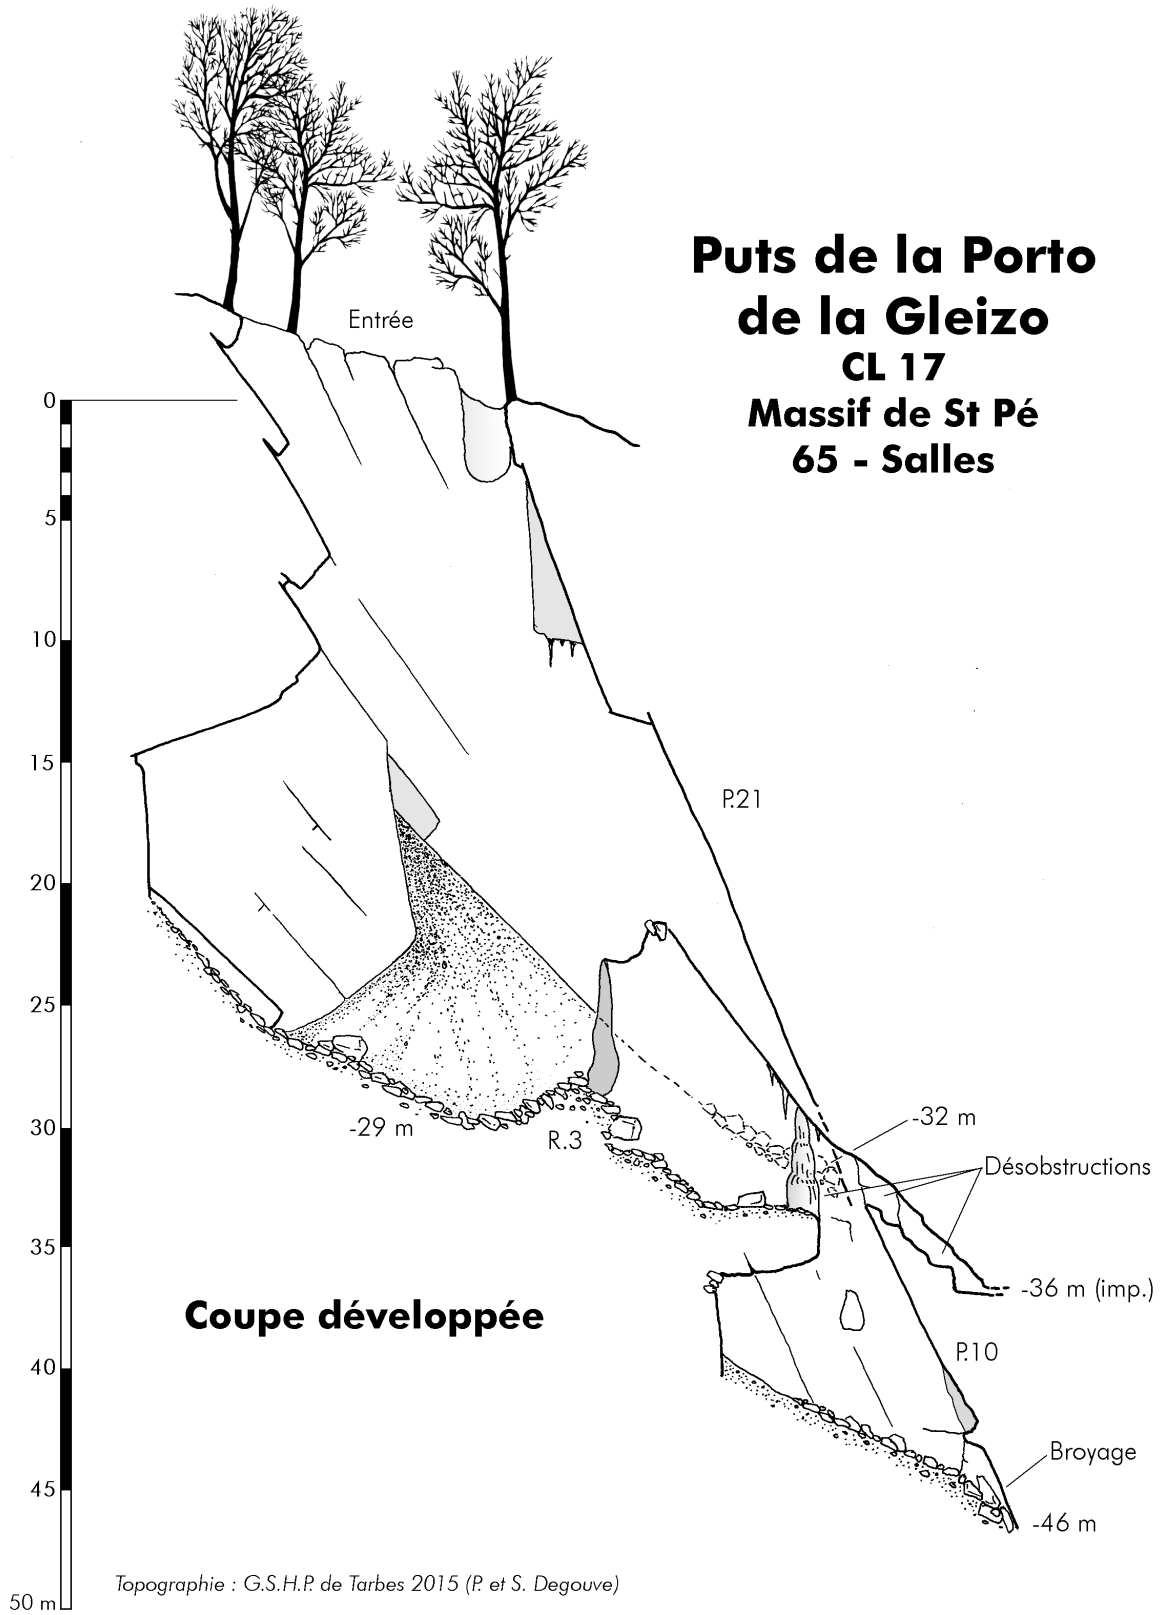 Puts de la Porto
de la Gleizo
CL 17
Massif de St Pé
65 - Salles
Entrée
0
5
10
15
P.21
20
25
30
-29 m
R.3
-32 m
Désobstructions
35
-36 m (imp.)
Coupe développée
P.10
40
Broyage
45
-46 m
Topographie : G.S.H.P. de Tarbes 2015 (P. et S. Degouve)
50 m